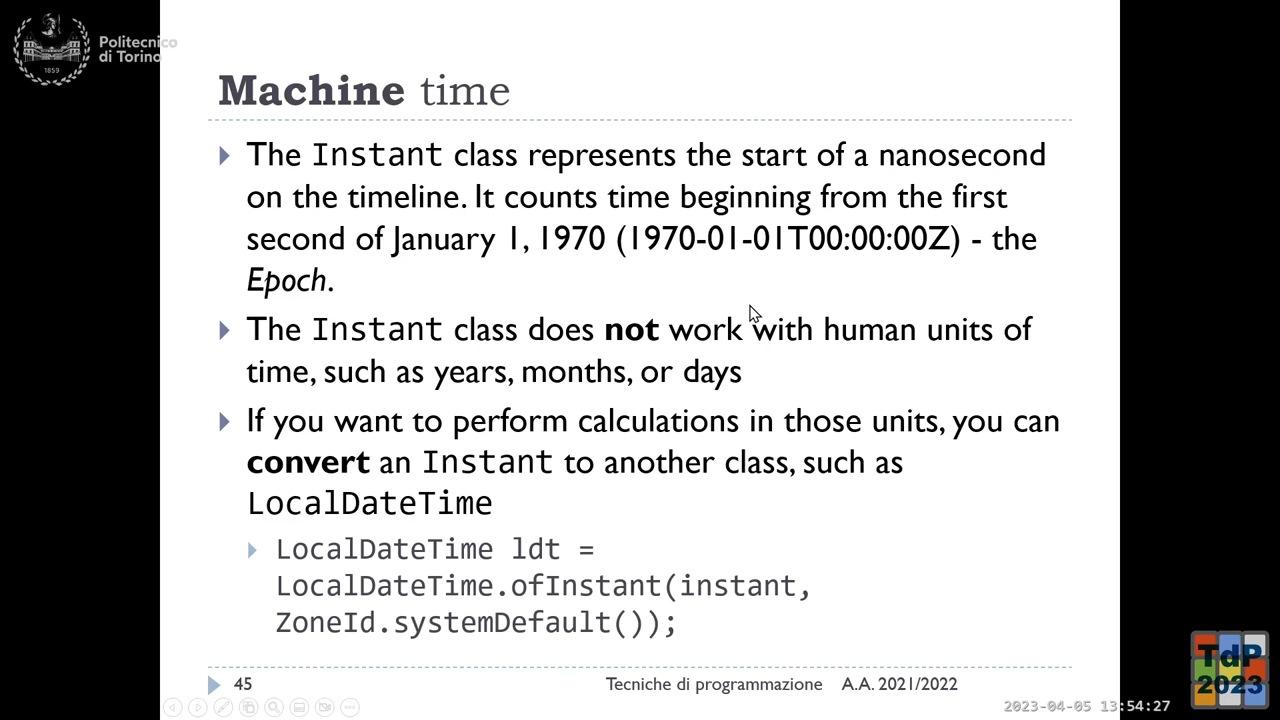 Politecnico
di Torino
1859
Machine time
The Instant class represents the start of a nanosecond
on the timeline. It counts time beginning from the first
second of January 1, 1970 (1970-01-01T00:00:00Z) - the
Epoch.
The Instant class does not work with human units of
time, such as years, months, or days
If you want to perform calculations in those units, you can
convert an Instant to another class, such as
LocalDateTime
LocalDateTime ldt =
LocalDateTime.ofInstant(instant,
ZoneId.systemDefault());
45
Tecniche di programmazione A.A. 2021/2022
TdP
2023
2023-04-05 13:54:27